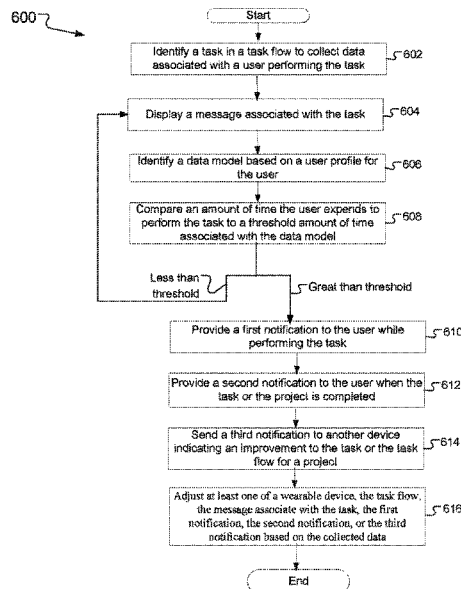 600
Start
Identify a task in a task flow to collect data
associated with a user performing the task
602
Display a message associated with the task
604
Identify a data model based on a user profile for
the user
606
Compare an amount of time the user expends to
perform the task to a threshold amount of time
associated with the data model
608
Less than
threshold
Great than threshold
Provide a first notification to the user while
performing the task
610
Provide a second notification to the user when the
task or the project is completed
612
Send a third notification to another device
indicating an improvement to the task or the task
flow for a project
614
Adjust at least one of a wearable device, the task flow,
the message associate with the task, the first
notification, the second notification, or the third
notification based on the collected data
616
End